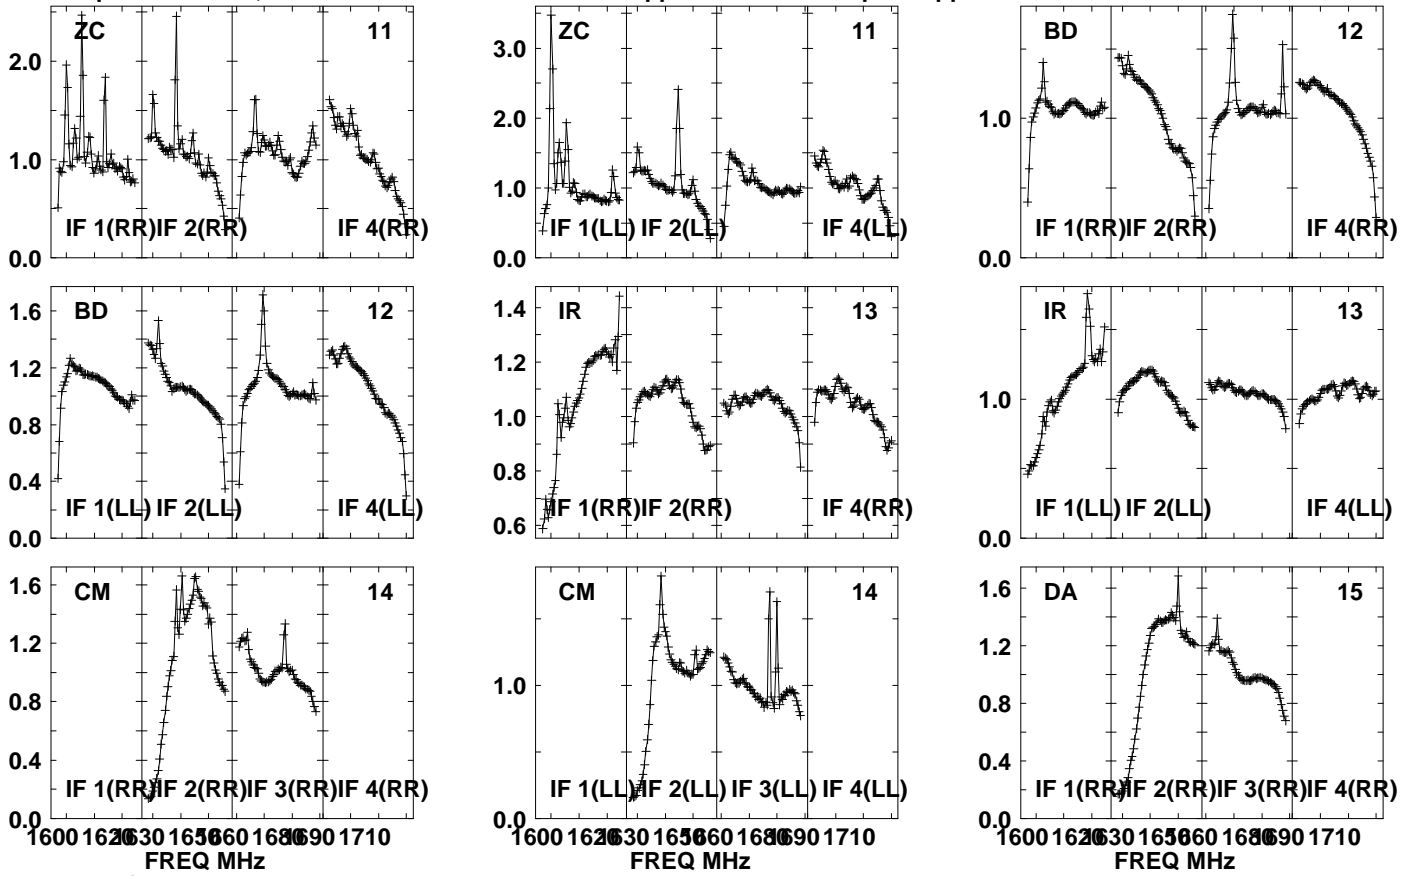 ZC 11
2.0
1.5
1.0
0.5
0.0
IF 1(RR) IF 2(RR) IF 4(RR)
ZC 11
3.0
2.0
1.0
0.0
IF 1(LL) IF 2(LL) IF 4(LL)
BD 12
1.0
0.0
IF 1(RR) IF 2(RR) IF 4(RR)
BD 12
1.6
1.2
0.8
0.4
0.0
IF 1(LL) IF 2(LL) IF 4(LL)
IR 13
1.4
1.2
1.0
0.8
0.6
IF 1(RR) IF 2(RR) IF 4(RR)
IR 13
1.0
0.0
IF 1(LL) IF 2(LL) IF 4(LL)
CM 14
1.6
1.2
0.8
0.4
0.0
IF 1(RR) IF 2(RR) IF 3(RR) IF 4(RR)
1600 1620 1630 1650 1660 1680 1690 1710
FREQ MHz
CM 14
1.0
0.0
IF 1(LL) IF 2(LL) IF 3(LL) IF 4(LL)
1600 1620 1630 1650 1660 1680 1690 1710
FREQ MHz
DA 15
1.6
1.2
0.8
0.4
0.0
IF 1(RR) IF 2(RR) IF 3(RR) IF 4(RR)
1600 1620 1630 1650 1660 1680 1690 1710
FREQ MHz